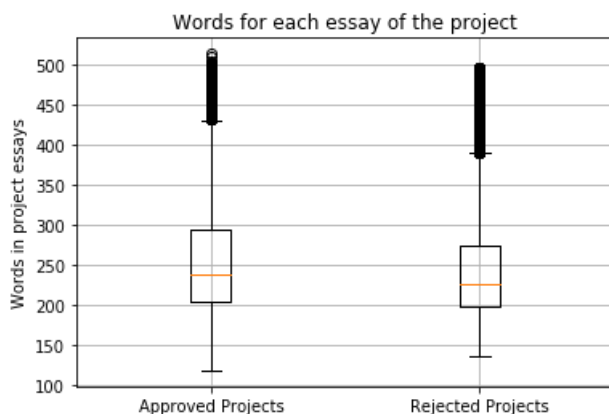 Words for each essay of the project
Words in project essays
500
450
400
350
300
250
200
150
100
Approved Projects
Rejected Projects